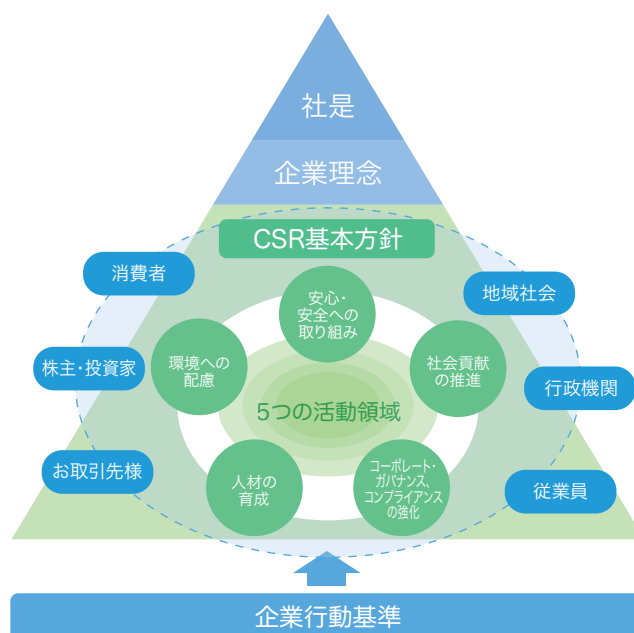 社是
企業理念
CSR基本方針
消費者
地域社会
安心・
安全への
取り組み
環境への
配慮
社会貢献
の推進
株主・投資家
行政機関
5つの活動領域
お取引先様
人材の
育成
コーポレート・
ガバナンス、
コンプライアンス
の強化
従業員
企業行動基準